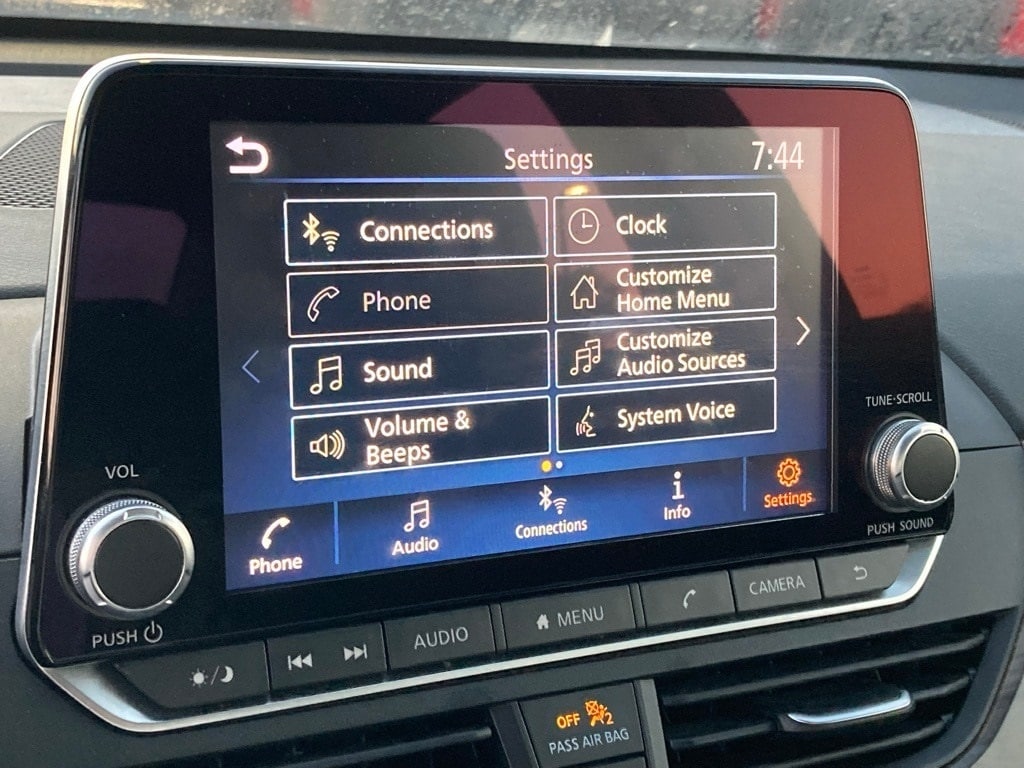 Settings
7:44
Connections
Clock
Phone
Customize
Home Menu
Sound
Customize
Audio Sources
Volume &
Beeps
System Voice
Phone
Audio
Connections
Info
Settings
VOL
PUSH
TUNE·SCROLL
PUSH SOUND
AUDIO
MENU
CAMERA
OFF
2
PASS AIR BAG